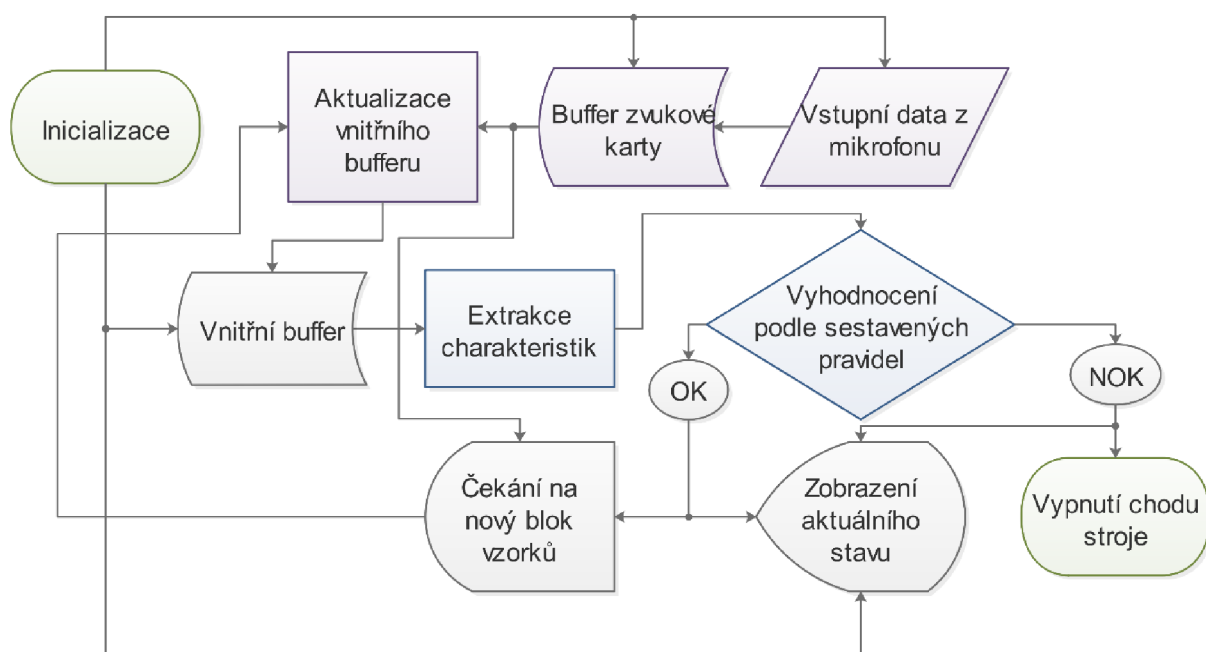 Inicializace
Aktualizace
vnitřního
bufferu
Buffer zvukové
karty
Vstupní data z
mikrofonu
Vnitřní buffer
Extrakce
charakteristik
Vyhodnocení
podle sestavených
pravidel
OK
NOK
Čekání na
nový blok
vzorků
Zobrazení
aktuálního
stavu
Vypnutí chodu
stroje